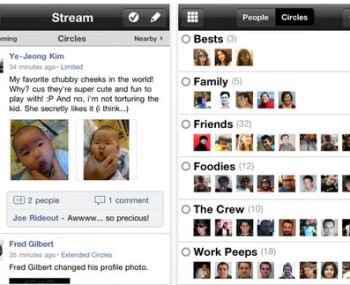 Stream
oming Circles Nearby >
Ye-Jeong Kim
34 minutes ago • Limited
My favorite chubby cheeks in the world!
Why? cus they're super cute and fun to
play with! :P And no, i'm not torturing the
kid. She secretly likes it (i think...)
+1 2 people 1 comment
Joe Rideout - Awwww... so precious!
Fred Gilbert
39 minutes ago • Extended Circles
Fred Gilbert changed his profile photo.
People Circles
Bests (3)
Family (5)
Friends (32)
Foodies (12)
The Crew (10)
Work Peeps (18)